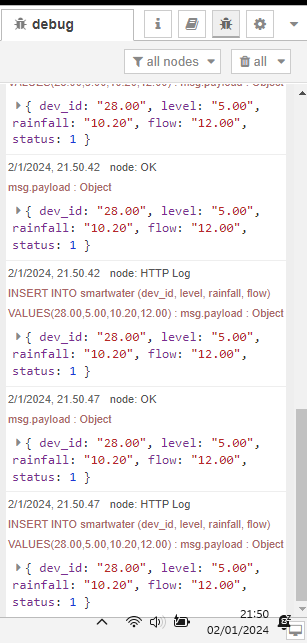 debug
i
all nodes
all
VALUES(28.00,5.00,10.20,12.00) : msg.payload : Object
{ dev_id: "28.00", level: "5.00",
rainfall: "10.20", flow: "12.00",
status: 1 }
2/1/2024, 21.50.42 node: OK
msg.payload : Object
{ dev_id: "28.00", level: "5.00",
rainfall: "10.20", flow: "12.00",
status: 1 }
2/1/2024, 21.50.42 node: HTTP Log
INSERT INTO smartwater (dev_id, level, rainfall, flow)
VALUES(28.00,5.00,10.20,12.00) : msg.payload : Object
{ dev_id: "28.00", level: "5.00",
rainfall: "10.20", flow: "12.00",
status: 1 }
2/1/2024, 21.50.47 node: OK
msg.payload : Object
{ dev_id: "28.00", level: "5.00",
rainfall: "10.20", flow: "12.00",
status: 1 }
2/1/2024, 21.50.47 node: HTTP Log
INSERT INTO smartwater (dev_id, level, rainfall, flow)
VALUES(28.00,5.00,10.20,12.00) : msg.payload : Object
{ dev_id: "28.00", level: "5.00",
rainfall: "10.20", flow: "12.00",
status: 1 }
21:50
02/01/2024